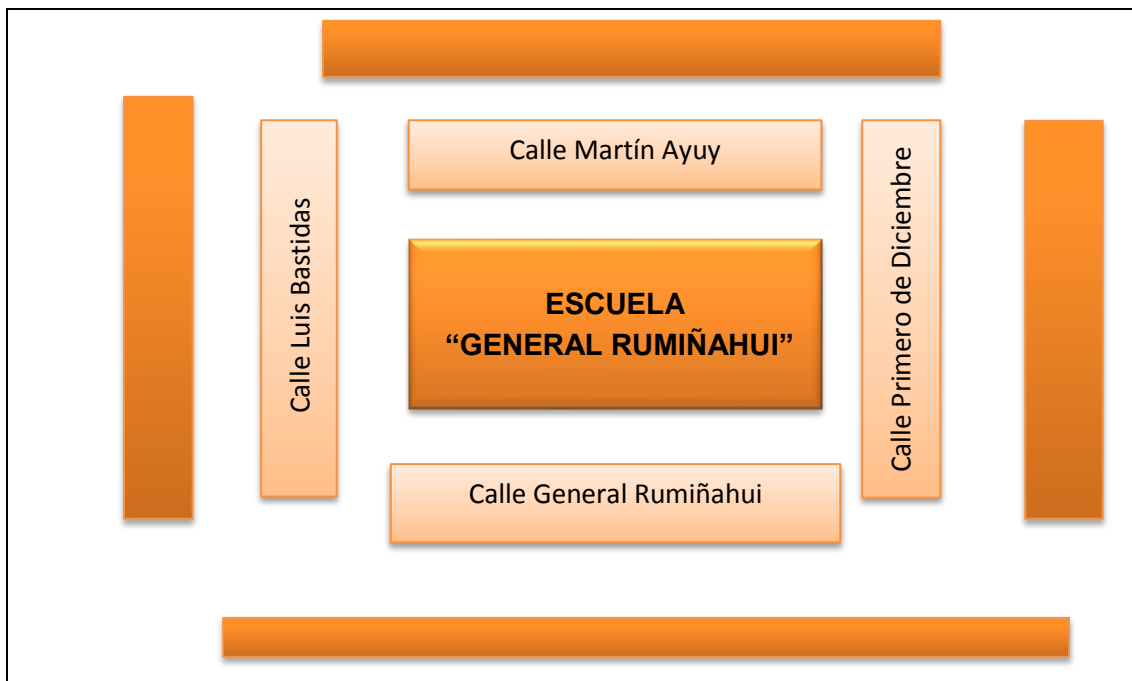 Calle Martín Ayuy
Calle Luis Bastidas
ESCUELA
“GENERAL RUMIÑAHUI”
Calle Primero de Diciembre
Calle General Rumiñahui